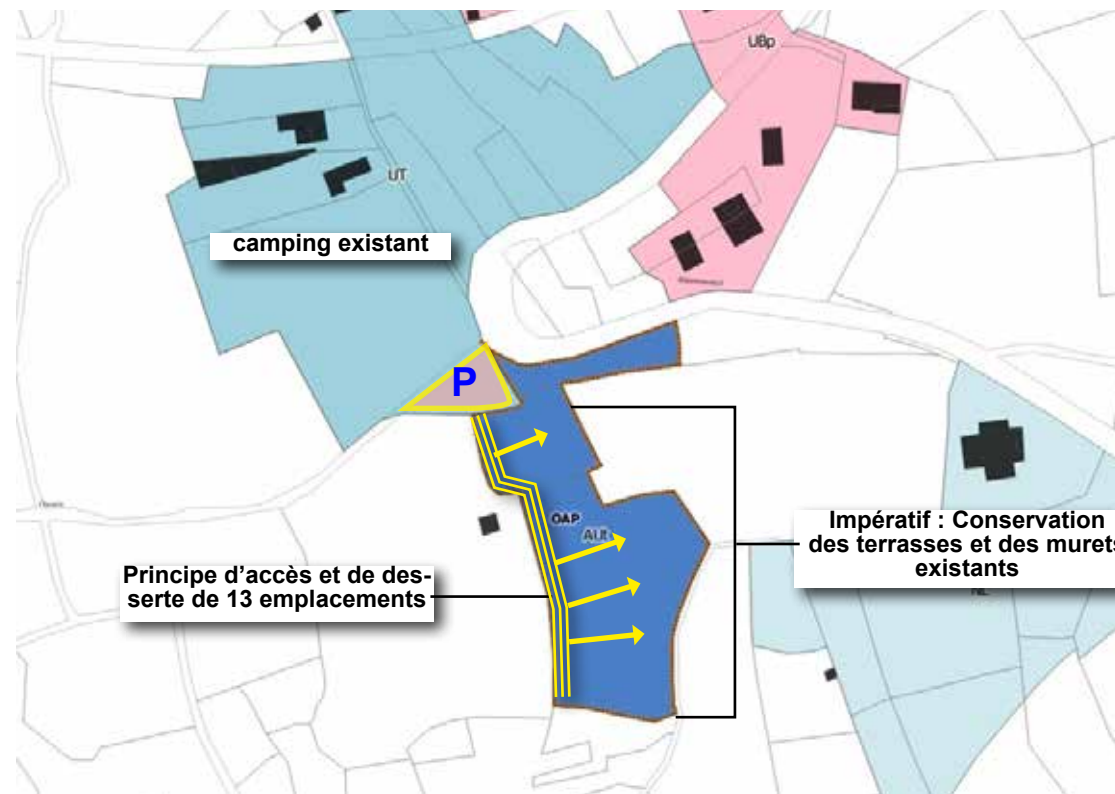 UBp
UT
camping existant
P
OAP
AUt
Impératif : Conservation
des terrasses et des murets
existants
Principe d'accès et de des-
serte de 13 emplacements